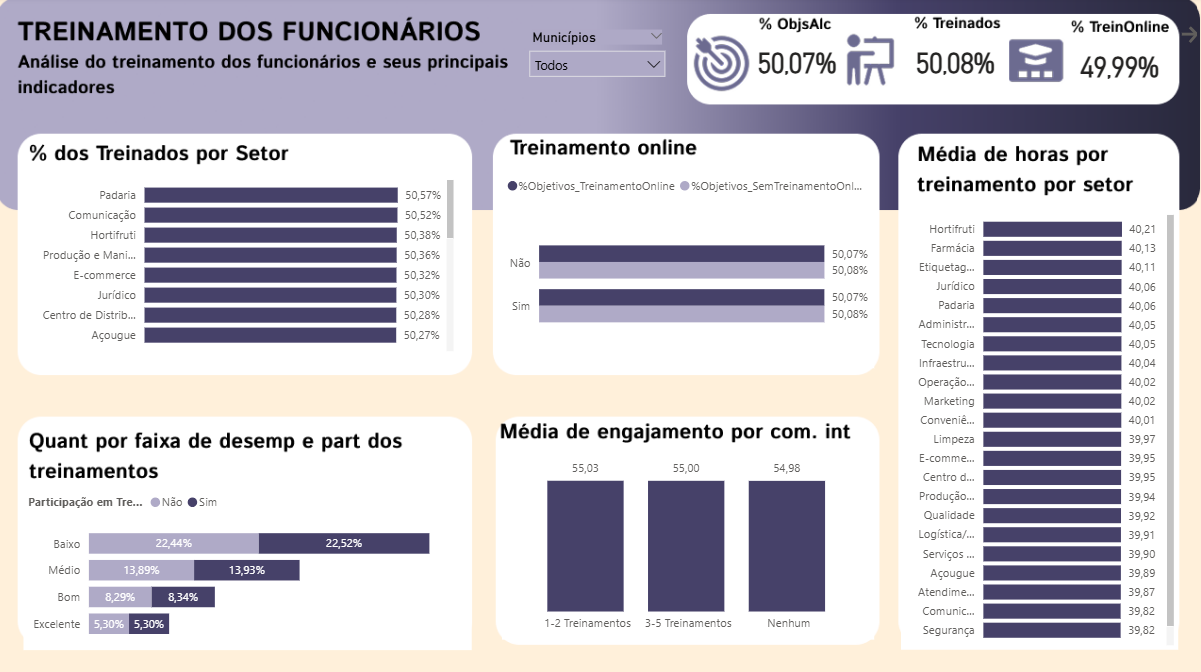 TREINAMENTO DOS FUNCIONÁRIOS
Análise do treinamento dos funcionários e seus principais
indicadores
Municípios
Todos
% ObjsAlc
50,07%
% Treinados
50,08%
% TreinOnline
49,99%
% dos Treinados por Setor
Padaria 50,57%
Comunicação 50,52%
Hortifruti 50,38%
Produção e Mani... 50,36%
E-commerce 50,32%
Jurídico 50,30%
Centro de Distrib... 50,28%
Açougue 50,27%
Treinamento online
%Objetivos_TreinamentoOnline %Objetivos_SemTreinamentoOnl...
Não 50,07%
50,08%
Sim 50,07%
50,08%
Média de horas por
treinamento por setor
Hortifruti 40,21
Farmácia 40,13
Etiquetag... 40,11
Jurídico 40,06
Padaria 40,06
Administr... 40,05
Tecnologia 40,05
Infraestru... 40,04
Operação... 40,02
Marketing 40,02
Conveniê... 40,01
Limpeza 39,97
E-comme... 39,95
Centro d... 39,95
Produção... 39,94
Qualidade 39,92
Logística/... 39,91
Serviços ... 39,90
Açougue 39,89
Atendime... 39,87
Comunic... 39,82
Segurança 39,82
Quant por faixa de desemp e part dos
treinamentos
Participação em Tre... Não Sim
Baixo 22,44% 22,52%
Médio 13,89% 13,93%
Bom 8,29% 8,34%
Excelente 5,30% 5,30%
Média de engajamento por com. int
55,03 55,00 54,98
1-2 Treinamentos 3-5 Treinamentos Nenhum